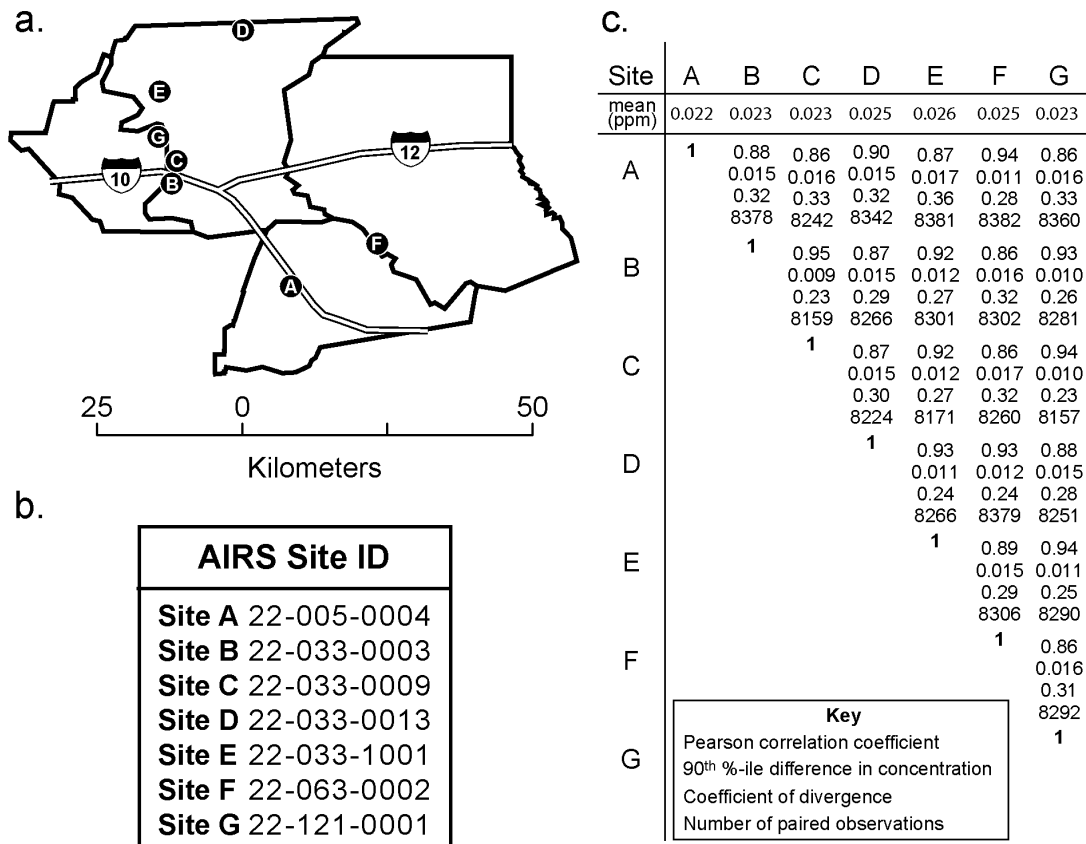 a.
D
E
G
C
10
B
12
F
A
25 0 50
Kilometers
b.
AIRS Site ID
Site A 22-005-0004
Site B 22-033-0003
Site C 22-033-0009
Site D 22-033-0013
Site E 22-033-1001
Site F 22-063-0002
Site G 22-121-0001
c.
Site A B C D E F G
mean (ppm) 0.022 0.023 0.023 0.025 0.026 0.025 0.023
A
1 0.88 0.86 0.90 0.87 0.94 0.86
0.015 0.016 0.015 0.017 0.011 0.016
0.32 0.33 0.32 0.36 0.28 0.33
8378 8242 8342 8381 8382 8360
B
1 0.95 0.87 0.92 0.86 0.93
0.009 0.015 0.012 0.016 0.010
0.23 0.29 0.27 0.32 0.26
8159 8266 8301 8302 8281
C
1 0.87 0.92 0.86 0.94
0.015 0.012 0.017 0.010
0.30 0.27 0.32 0.23
8224 8171 8260 8157
D
1 0.93 0.93 0.88
0.011 0.012 0.015
0.24 0.24 0.28
8266 8379 8251
E
1 0.89 0.94
0.015 0.011
0.29 0.25
8306 8290
F
1 0.86
0.016
0.31
8292
G
1
Key
Pearson correlation coefficient
90th %-ile difference in concentration
Coefficient of divergence
Number of paired observations